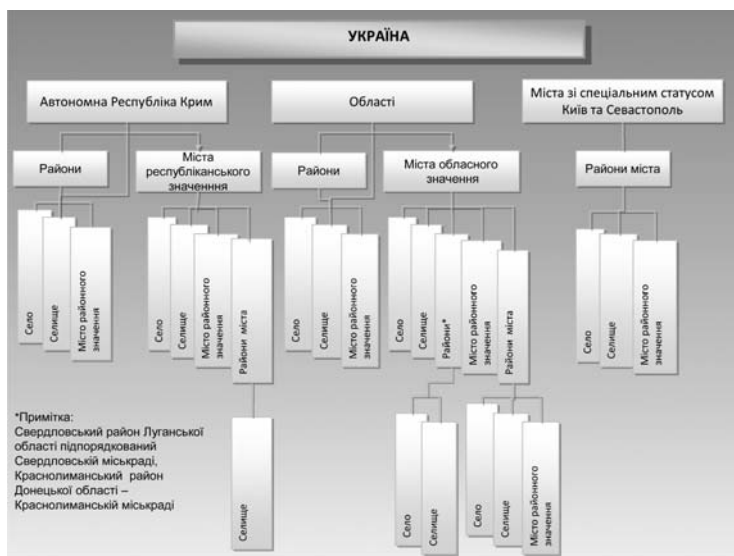 УКРАЇНА
Автономна Республіка Крим
Області
Міста зі спеціальним статусом
Київ та Севастополь
Райони
Міста
республіканського
значенння
Райони
Міста обласного
значення
Райони міста
Село
Селище
Місто районного
значення
Село
Селище
Місто районного
значення
Райони міста
Село
Селище
Місто районного
значення
Село
Селище
Райони*
Місто районного
значення
Райони міста
Село
Селище
Місто районного
значення
Селище
Село
Селище
Село
Селище
Місто районного
значення
*Примітка:
Свердловський район Луганської
області підпорядкований
Свердловській міськраді,
Краснолиманський район
Донецької області –
Краснолиманській міськраді